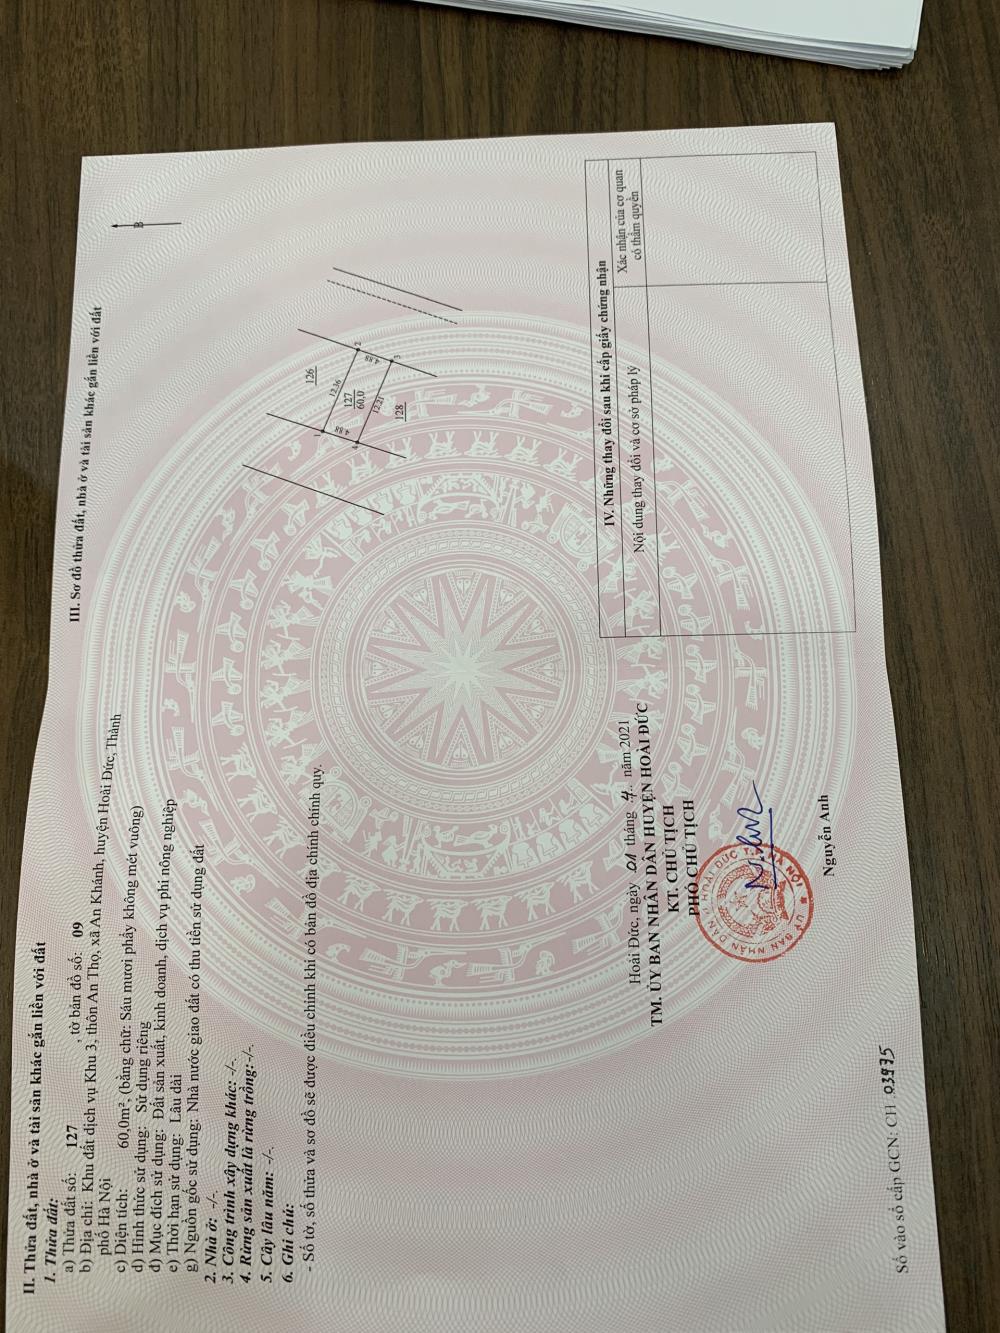 II. Thửa đất, nhà ở và tài sản khác gắn liền với đất
1. Thửa đất:
a) Thửa đất số: 127 , tờ bản đồ số: 09
b) Địa chỉ: Khu đất dịch vụ Khu 3, thôn An Thọ, xã An Khánh, huyện Hoài Đức, Thành
phố Hà Nội
c) Diện tích: 60,0m², (bằng chữ: Sáu mươi phẩy không mét vuông)
d) Hình thức sử dụng: Sử dụng riêng
đ) Mục đích sử dụng: Đất sản xuất, kinh doanh, dịch vụ phi nông nghiệp
e) Thời hạn sử dụng: Lâu dài
g) Nguồn gốc sử dụng: Nhà nước giao đất có thu tiền sử dụng đất
2. Nhà ở: -/-.
3. Công trình xây dựng khác: -/-.
4. Rừng sản xuất là rừng trồng:-/-.
5. Cây lâu năm: -/-.
6. Ghi chú:
- Số tờ, số thửa và sơ đồ sẽ được điều chỉnh khi có bản đồ địa chính chính quy.
Hoài Đức, ngày 01 tháng 4 năm 2021
TM. ỦY BAN NHÂN DÂN HUYỆN HOÀI ĐỨC
KT. CHỦ TỊCH
PHÓ CHỦ TỊCH
Nguyễn Anh
Số vào sổ cấp GCN: CH 03975
III. Sơ đồ thửa đất, nhà ở và tài sản khác gắn liền với đất
B
126
1
12.36
2
4.88
127
60,0
4.88
4
12.21
3
128
IV. Những thay đổi sau khi cấp giấy chứng nhận
Nội dung thay đổi và cơ sở pháp lý
Xác nhận của cơ quan
có thẩm quyền